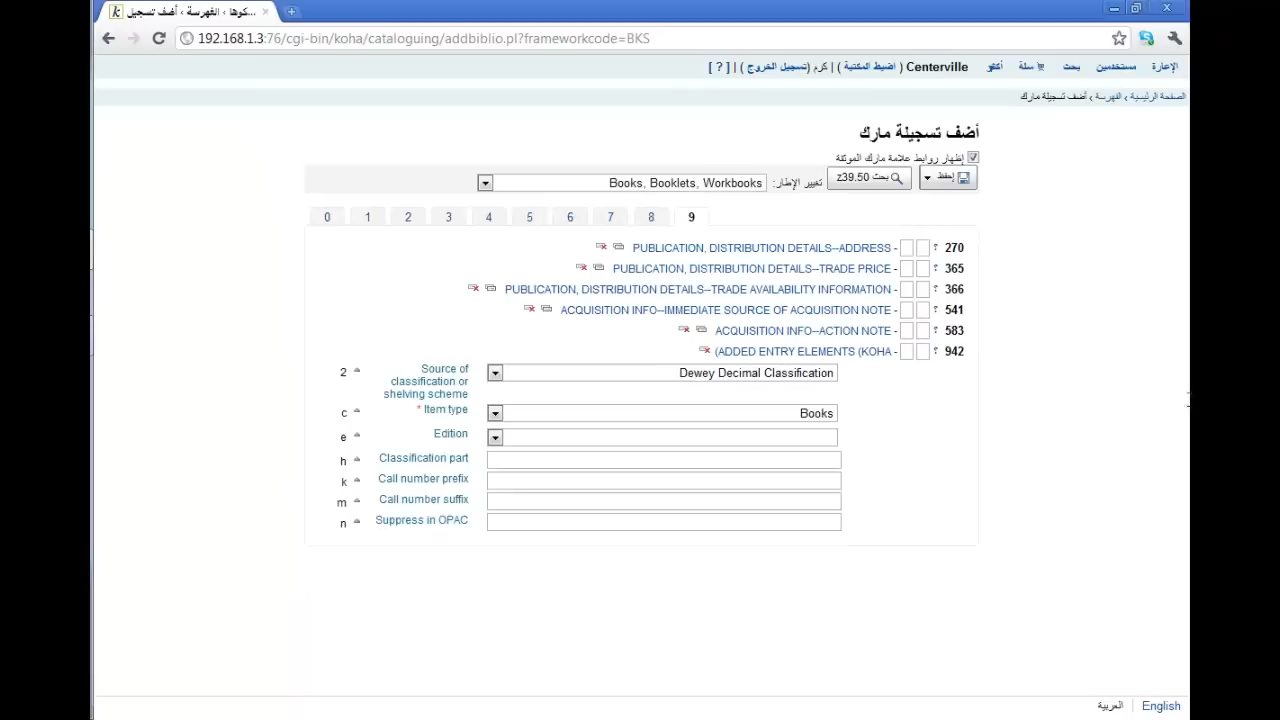 كوها › الفهرسة › أضف تسجيل...
192.168.1.3:76/cgi-bin/koha/cataloguing/addbiblio.pl?frameworkcode=BKS
الإعارة مستخدمين بحث سلة أكثر Centerville ( اضبط المكتبة ) | كرم (تسجيل الخروج ) | [ ? ]
الصفحة الرئيسية › الفهرسة › أضف تسجيلة مارك
أضف تسجيلة مارك
إظهار روابط علامة مارك الموثقة
إحفظ
بحث z39.50
تغيير الإطار: Books, Booklets, Workbooks
0 1 2 3 4 5 6 7 8 9
270 ? - PUBLICATION, DISTRIBUTION DETAILS--ADDRESS
365 ? - PUBLICATION, DISTRIBUTION DETAILS--TRADE PRICE
366 ? - PUBLICATION, DISTRIBUTION DETAILS--TRADE AVAILABILITY INFORMATION
541 ? - ACQUISITION INFO--IMMEDIATE SOURCE OF ACQUISITION NOTE
583 ? - ACQUISITION INFO--ACTION NOTE
942 ? - (ADDED ENTRY ELEMENTS (KOHA
2 Source of
classification or
shelving scheme
Dewey Decimal Classification
c * Item type Books
e Edition
h Classification part
k Call number prefix
m Call number suffix
n Suppress in OPAC
English العربية